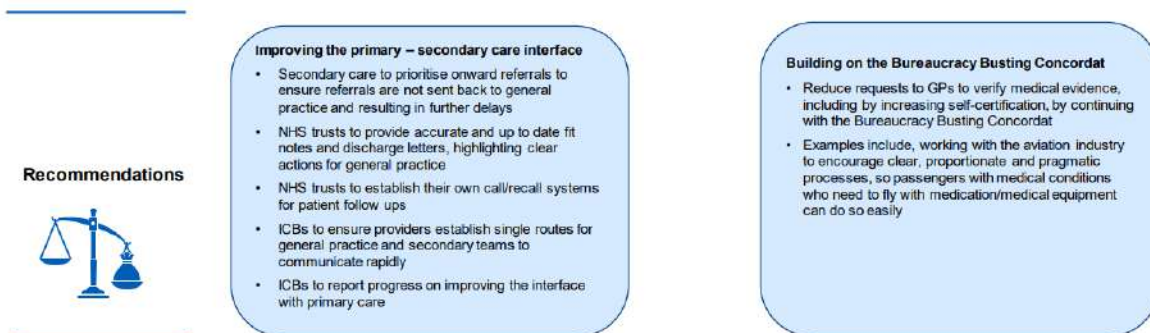 Recommendations
Improving the primary – secondary care interface
• Secondary care to prioritise onward referrals to
ensure referrals are not sent back to general
practice and resulting in further delays
• NHS trusts to provide accurate and up to date fit
notes and discharge letters, highlighting clear
actions for general practice
• NHS trusts to establish their own call/recall systems
for patient follow ups
• ICBs to ensure providers establish single routes for
general practice and secondary teams to
communicate rapidly
• ICBs to report progress on improving the interface
with primary care
Building on the Bureaucracy Busting Concordat
• Reduce requests to GPs to verify medical evidence,
including by increasing self-certification, by continuing
with the Bureaucracy Busting Concordat
• Examples include, working with the aviation industry
to encourage clear, proportionate and pragmatic
processes, so passengers with medical conditions
who need to fly with medication/medical equipment
can do so easily